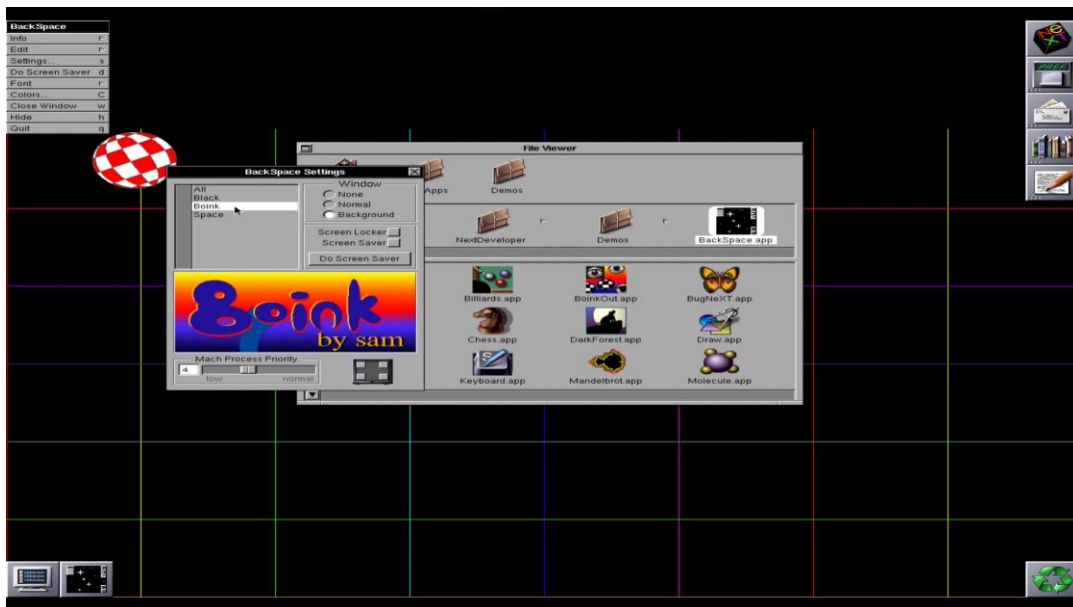 BackSpace
Info r
Edit r
Settings... s
Do Screen Saver d
Font r
Colors... C
Close Window w
Hide h
Quit q
NeXT
PREF
File Viewer
Apps
Demos
NextDeveloper
Demos
BackSpace.app
Billiards.app
BoinkOut.app
BugNeXT.app
Chess.app
DarkForest.app
Draw.app
Keyboard.app
Mandelbrot.app
Molecule.app
BackSpace Settings
All
Black
Boink
Space
Window
None
Normal
Background
Screen Locker
Screen Saver
Do Screen Saver
Boink
by sam
Mach Process Priority
4
low normal